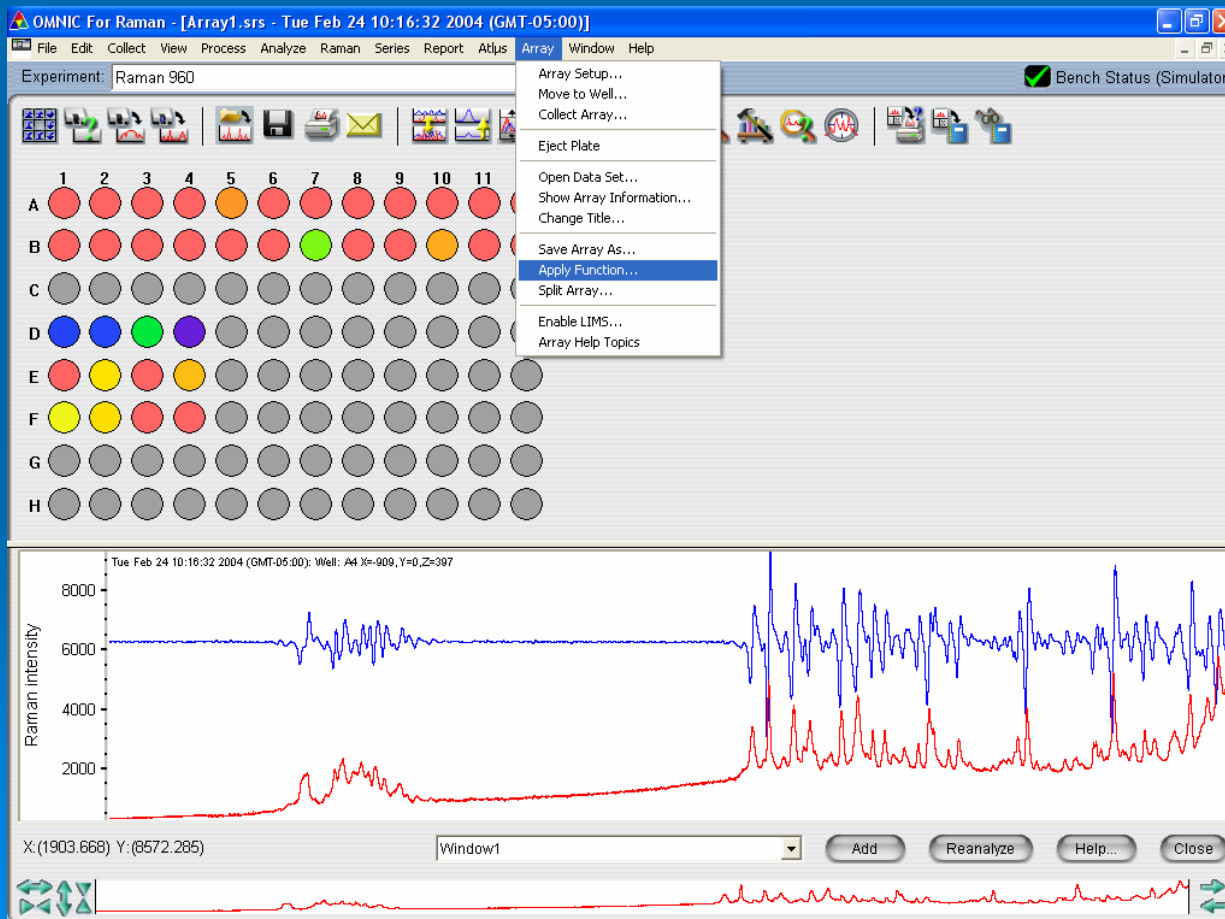 OMNIC For Raman - [Array1.srs - Tue Feb 24 10:16:32 2004 (GMT-05:00)]
File Edit Collect View Process Analyze Raman Series Report Atlµs Array Window Help
Experiment: Raman 960
Bench Status (Simulator
Array Setup...
Move to Well...
Collect Array...
Eject Plate
Open Data Set...
Show Array Information...
Change Title...
Save Array As...
Apply Function...
Split Array...
Enable LIMS...
Array Help Topics
1 2 3 4 5 6 7 8 9 10 11
A
B
C
D
E
F
G
H
Tue Feb 24 10:16:32 2004 (GMT-05:00): Well: A4 X=-909,Y=0,Z=397
8000
6000
4000
2000
Raman intensity
X:(1903.668) Y:(8572.285)
Window1
Add
Reanalyze
Help...
Close